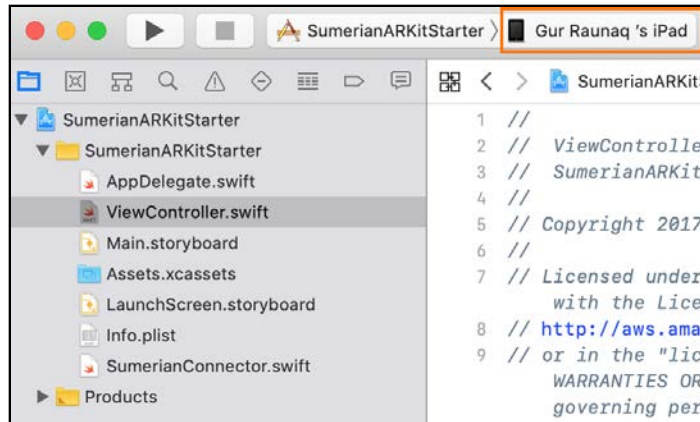 SumerianARKitStarter
Gur Raunaq 's iPad
SumerianARKitStarter
SumerianARKitStarter
AppDelegate.swift
ViewController.swift
Main.storyboard
Assets.xcassets
LaunchScreen.storyboard
Info.plist
SumerianConnector.swift
Products
SumerianARKit
1 //
2 // ViewControlle
3 // SumerianARKit
4 //
5 // Copyright 2017
6 //
7 // Licensed under
with the Lice
8 // http://aws.ama
9 // or in the "lic
WARRANTIES OR
governing per